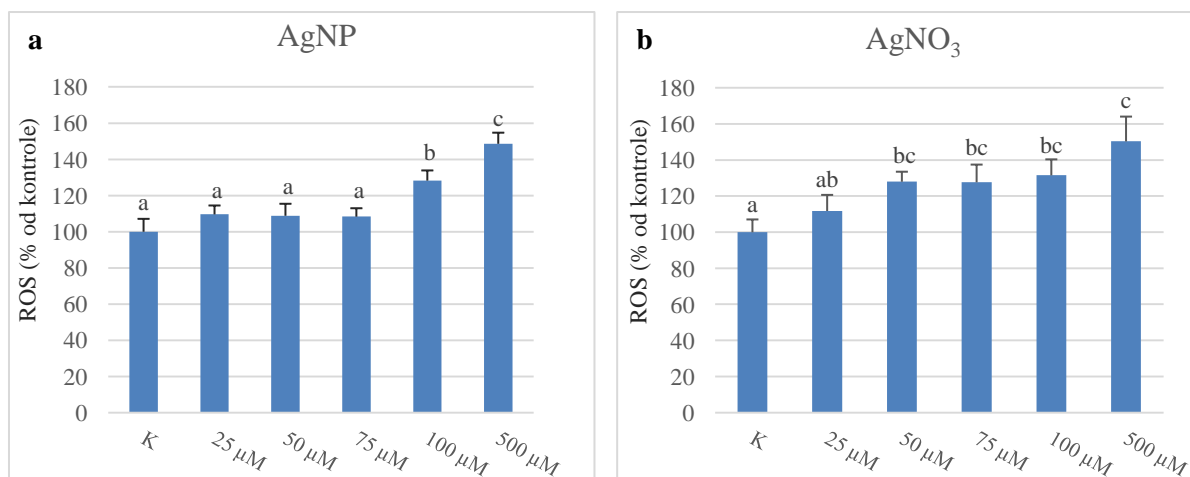 a
AgNP
180
160
140
120
100
80
60
40
20
0
ROS (% od kontrole)
a
a
a
a
b
c
K
25 µM
50 µM
75 µM
100 µM
500 µM
b
AgNO₃
180
160
140
120
100
80
60
40
20
0
ROS (% od kontrole)
a
ab
bc
bc
bc
c
K
25 µM
50 µM
75 µM
100 µM
500 µM